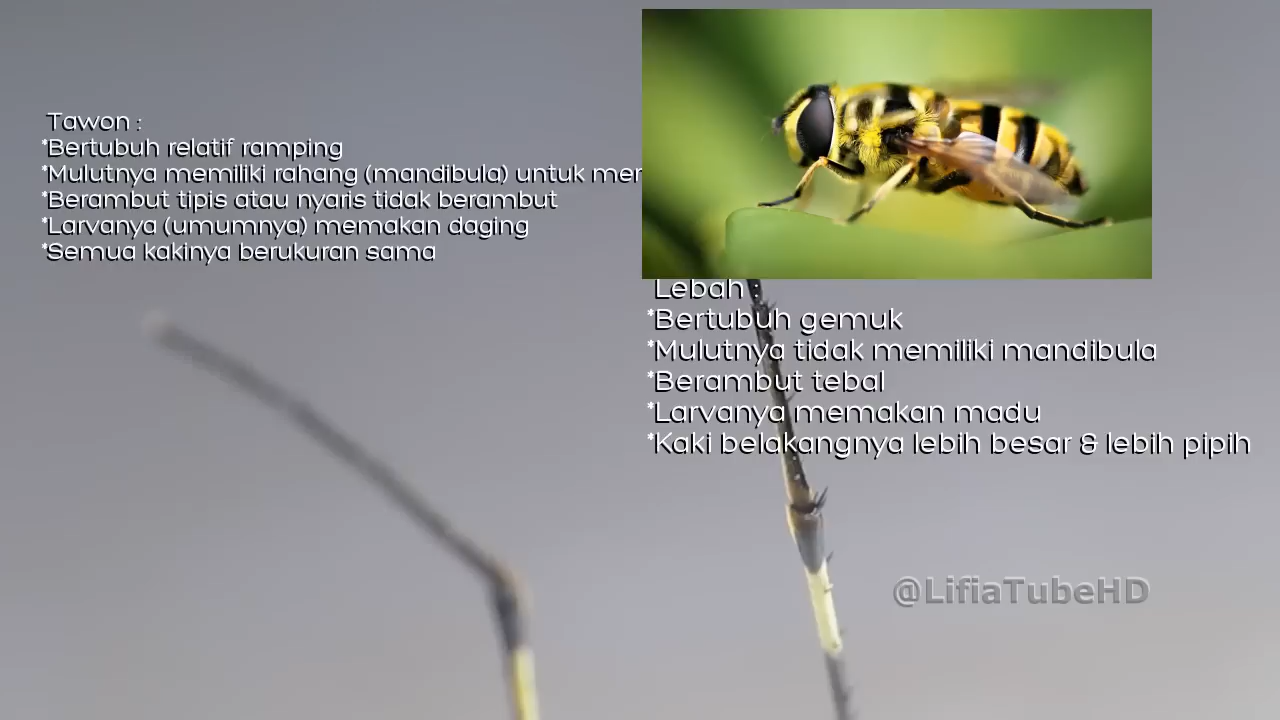 Tawon :
*Bertubuh relatif ramping
*Mulutnya memiliki rahang (mandibula) untuk
*Berambut tipis atau nyaris tidak berambut
*Larvanya (umumnya) memakan daging
*Semua kakinya berukuran sama
Lebah :
*Bertubuh gemuk
*Mulutnya tidak memiliki mandibula
*Berambut tebal
*Larvanya memakan madu
*Kaki belakangnya lebih besar & lebih pipih
@LifiaTubeHD